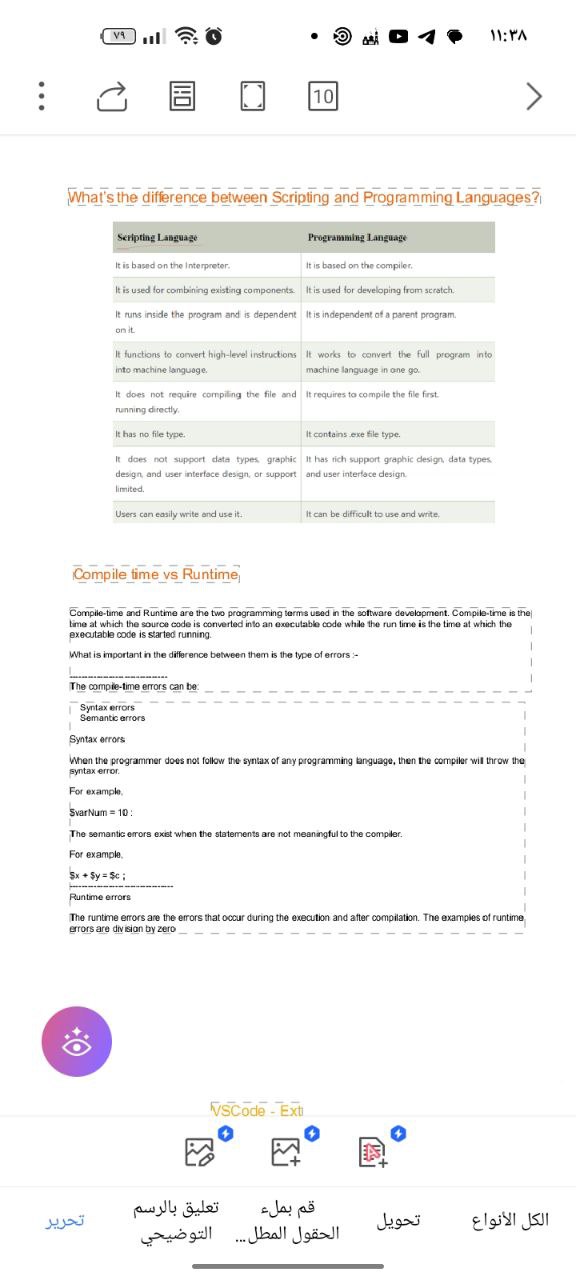 ٧٩
١١:٣٨
10
What's the difference between Scripting and Programming Languages?
Scripting Language
Programming Language
It is based on the Interpreter.
It is based on the compiler.
It is used for combining existing components.
It is used for developing from scratch.
It runs inside the program and is dependent
on it.
It is independent of a parent program.
It functions to convert high-level instructions
into machine language.
It works to convert the full program into
machine language in one go.
It does not require compiling the file and
running directly.
It requires to compile the file first.
It has no file type.
It contains .exe file type.
It does not support data types, graphic
design, and user interface design, or support
limited.
It has rich support graphic design, data types,
and user interface design.
Users can easily write and use it.
It can be difficult to use and write.
Compile time vs Runtime
Compile-time and Runtime are the two programming terms used in the software development. Compile-time is the
time at which the source code is converted into an executable code while the run time is the time at which the
executable code is started running.
What is important in the difference between them is the type of errors :-
--------------------------------
The compile-time errors can be:
Syntax errors
Semantic errors
Syntax errors
When the programmer does not follow the syntax of any programming language, then the compiler will throw the
syntax error.
For example,
$varNum = 10 :
The semantic errors exist when the statements are not meaningful to the compiler.
For example,
$x + $y = $c ;
----------------------------------
Runtime errors
The runtime errors are the errors that occur during the execution and after compilation. The examples of runtime
errors are division by zero
VSCode - Ext
الكل الأنواع
تحويل
قم بملء
الحقول المطل...
تعليق بالرسم
التوضيحي
تحرير